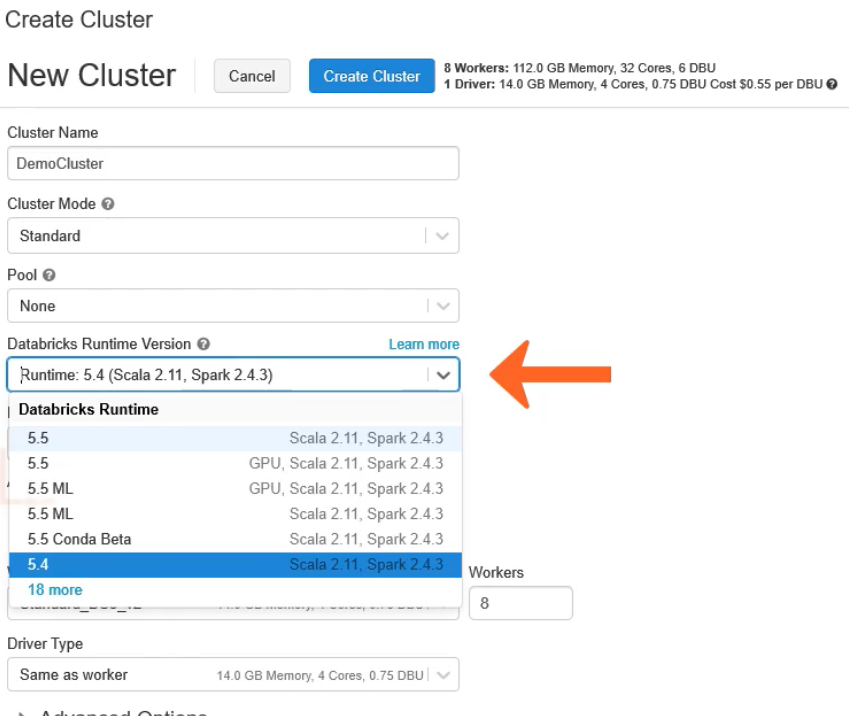 Create Cluster
New Cluster
Cancel
Create Cluster
8 Workers: 112.0 GB Memory, 32 Cores, 6 DBU
1 Driver: 14.0 GB Memory, 4 Cores, 0.75 DBU Cost $0.55 per DBU
Cluster Name
DemoCluster
Cluster Mode
Standard
Pool
None
Databricks Runtime Version
Learn more
Runtime: 5.4 (Scala 2.11, Spark 2.4.3)
Databricks Runtime
5.5 Scala 2.11, Spark 2.4.3
5.5 GPU, Scala 2.11, Spark 2.4.3
5.5 ML GPU, Scala 2.11, Spark 2.4.3
5.5 ML Scala 2.11, Spark 2.4.3
5.5 Conda Beta Scala 2.11, Spark 2.4.3
5.4 Scala 2.11, Spark 2.4.3
18 more
Workers
8
Driver Type
Same as worker 14.0 GB Memory, 4 Cores, 0.75 DBU
Advanced Options